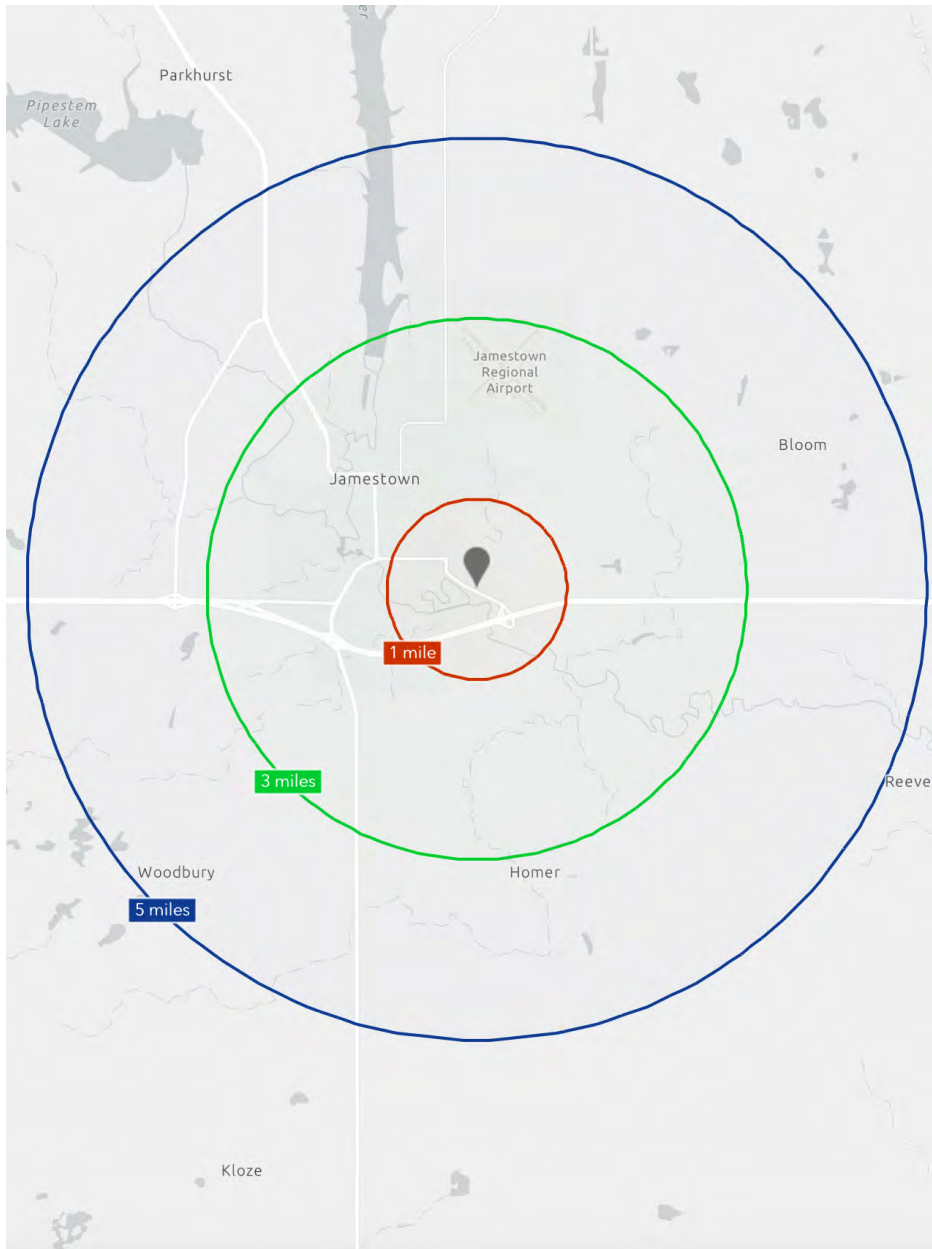 Parkhurst
Pipestem
Lake
Jamestown
Regional
Airport
Bloom
Jamestown
1 mile
3 miles
Reeve
Woodbury
Homer
5 miles
Kloze